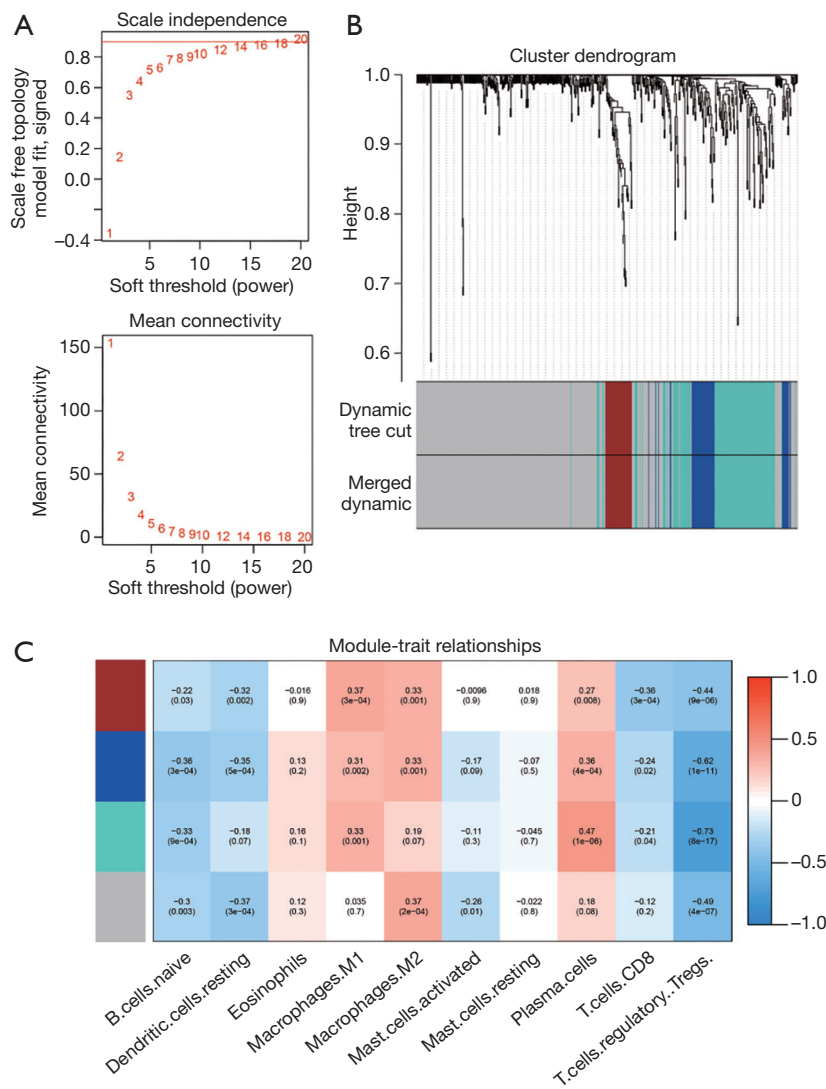 A
Scale independence
Scale free topology
model fit, signed
0.8
0.4
0.2
0.0
−0.4
1
2
3
4
5
6
7
8
9
10
12
14
16
18
20
5
10
15
20
Soft threshold (power)
Mean connectivity
Mean connectivity
150
100
50
0
1
2
3
4
5
6
7
8
9
10
12
14
16
18
20
5
10
15
20
Soft threshold (power)
B
Cluster dendrogram
Height
1.0
0.9
0.8
0.7
0.6
Dynamic
tree cut
Merged
dynamic
C
Module-trait relationships
−0.22 −0.32 −0.016 0.37 0.33 −0.0096 0.018 0.27 −0.36 −0.44
(0.03) (0.002) (0.9) (3e−04) (0.001) (0.9) (0.9) (0.008) (3e−04) (9e−06)
−0.36 −0.35 0.13 0.31 0.33 −0.17 −0.07 0.36 −0.24 −0.62
(3e−04) (5e−04) (0.2) (0.002) (0.001) (0.09) (0.5) (4e−04) (0.02) (1e−11)
−0.33 −0.18 0.16 0.33 0.19 −0.11 −0.045 0.47 −0.21 −0.73
(9e−04) (0.07) (0.1) (0.001) (0.07) (0.3) (0.7) (1e−06) (0.04) (8e−17)
−0.3 −0.37 0.12 0.035 0.37 −0.26 −0.022 0.18 −0.12 −0.49
(0.003) (3e−04) (0.3) (0.7) (2e−04) (0.01) (0.8) (0.08) (0.2) (4e−07)
1.0
0.5
0
−0.5
−1.0
B.cells.naive
Dendritic.cells.resting
Eosinophils
Macrophages.M1
Macrophages.M2
Mast.cells.activated
Mast.cells.resting
Plasma.cells
T.cells.CD8
T.cells.regulatory..Tregs.